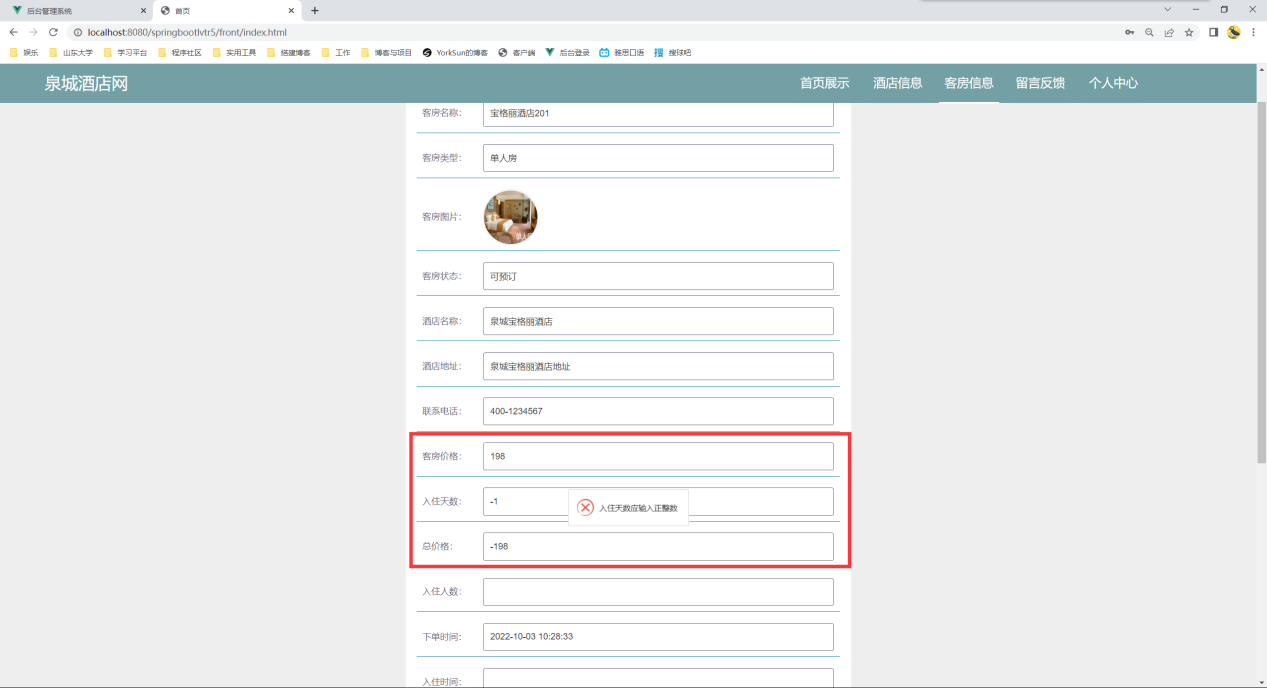 后台管理系统
首页
localhost:8080/springbootlvtr5/front/index.html
娱乐 山东大学 学习平台 程序社区 实用工具 搭建博客 工作 博客与项目 YorkSun的博客 客户端 后台登录 雅思口语 搜球吧
泉城酒店网 首页展示 酒店信息 客房信息 留言反馈 个人中心
客房名称: 宝格丽酒店201
客房类型: 单人房
客房图片:
客房状态: 可预订
酒店名称: 泉城宝格丽酒店
酒店地址: 泉城宝格丽酒店地址
联系电话: 400-1234567
客房价格: 198
入住天数: -1
入住天数应输入正整数
总价格: -198
入住人数:
下单时间: 2022-10-03 10:28:33
入住时间: